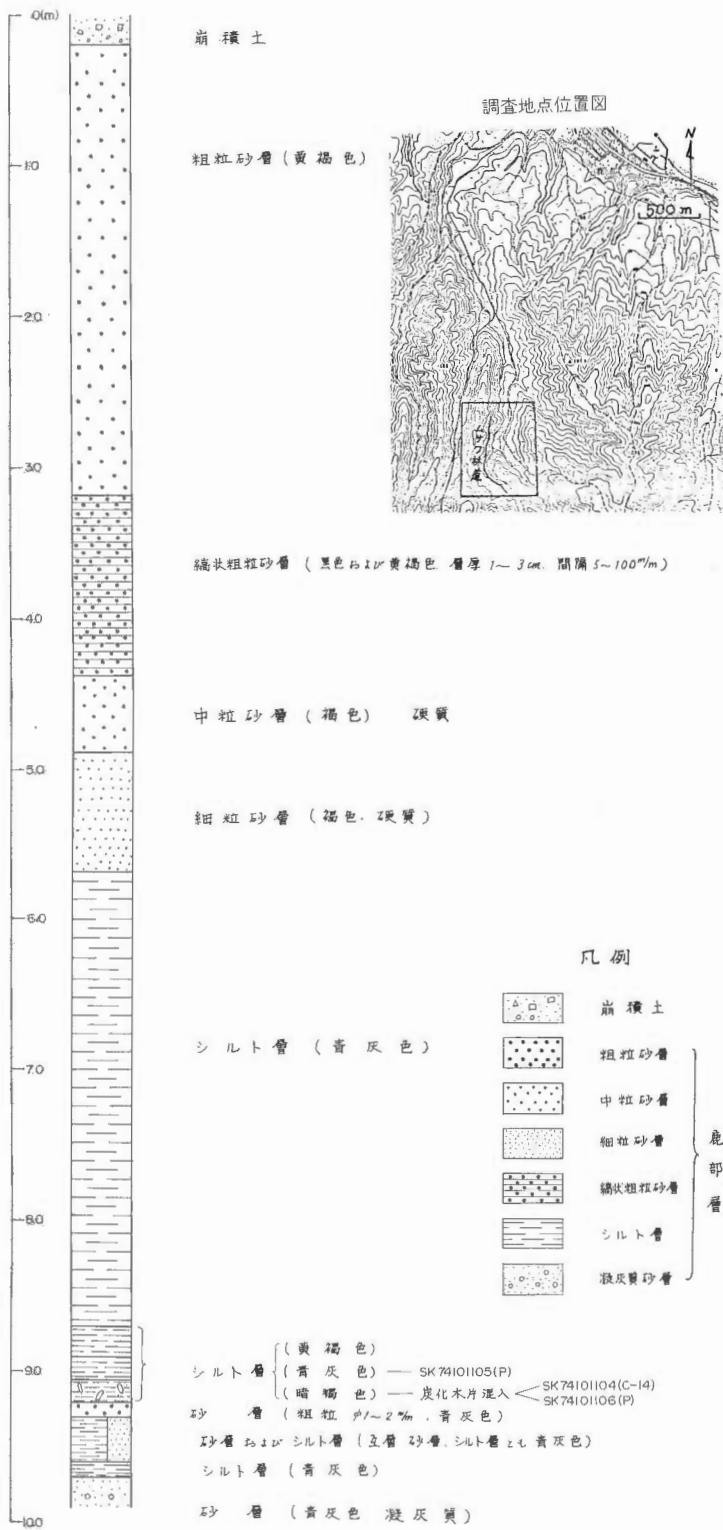 0(m)
崩積土
調査地点位置図
N
500 m
粗粒砂層(黄褐色)
1.0
2.0
3.0
縞状粗粒砂層 (黒色および黄褐色 層厚 1~3cm. 間隔 5~100m/m)
4.0
中粒砂層 (褐色) 硬質
5.0
細粒砂層 (褐色. 硬質)
6.0
凡例
崩積土
シルト層 (青灰色)
粗粒砂層
7.0
中粒砂層
細粒砂層
鹿部層
縞状粗粒砂層
シルト層
8.0
凝灰質砂層
(黄褐色)
シルト層 (青灰色) SK74101105(P)
9.0
(暗褐色) 炭化木片混入 SK74101104(C-14)
SK74101106(P)
砂層 (粗粒 φ1~2m/m. 青灰色)
砂層および シルト層 (互層 砂層、シルト層とも 青灰色)
シルト層 (青灰色)
砂層 (青灰色 凝灰質)
10.0